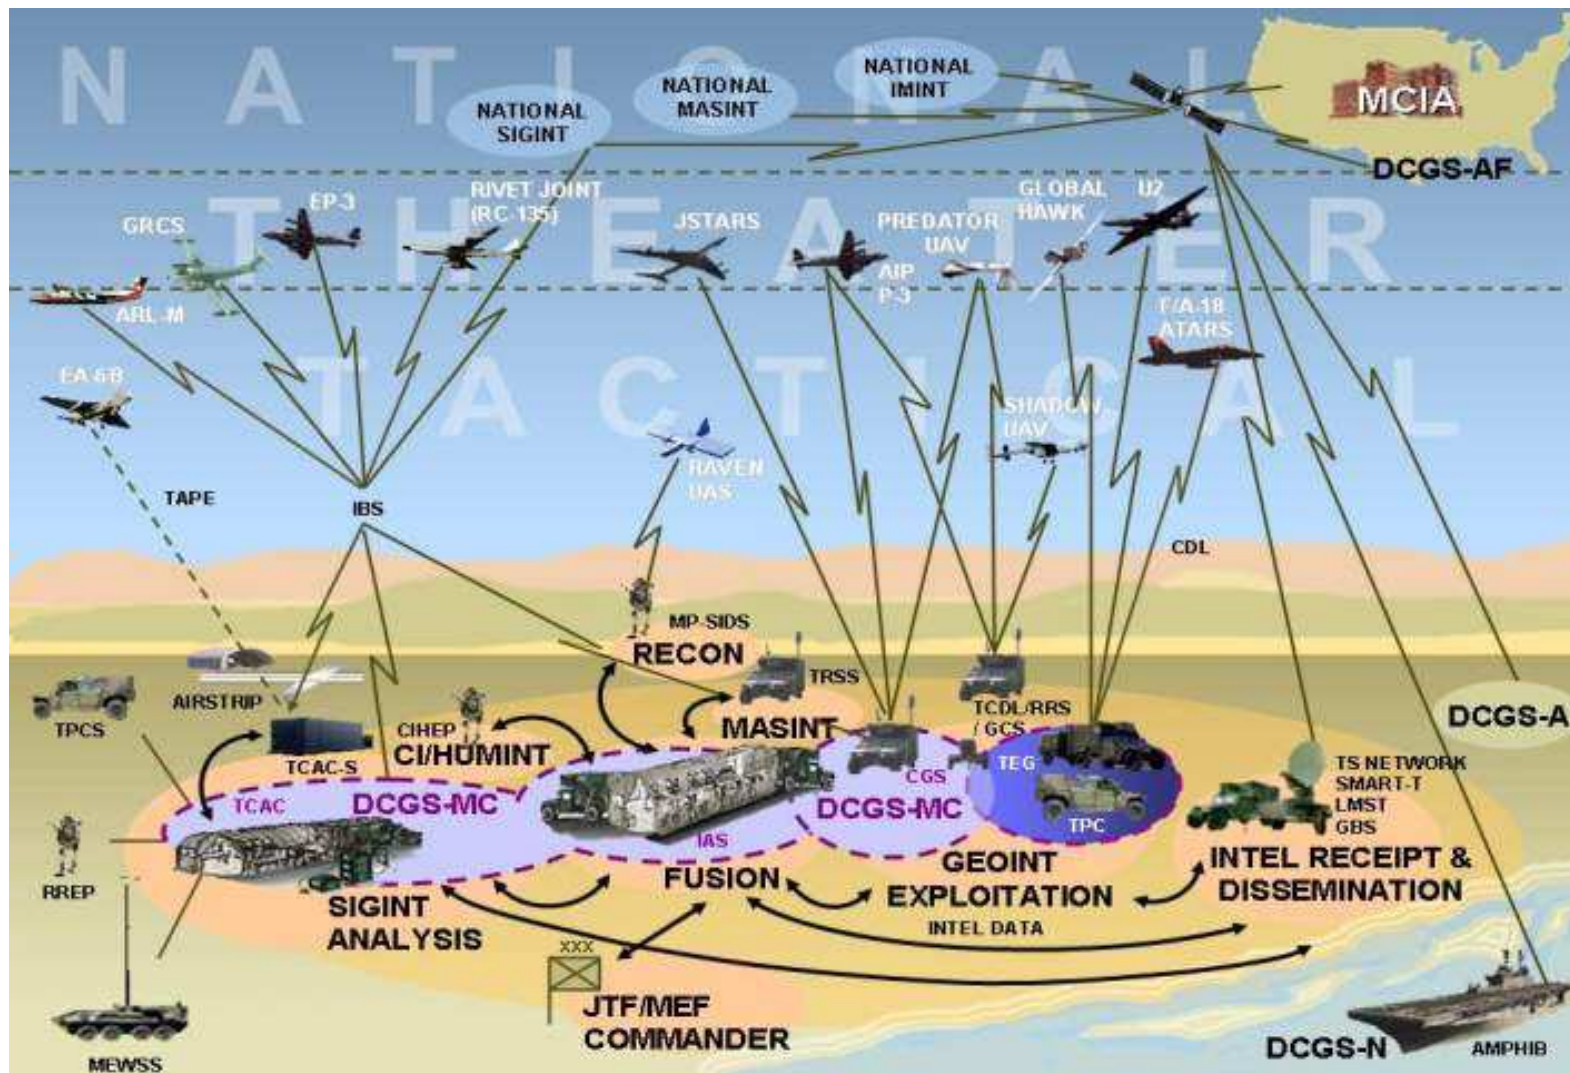 NATIONAL
NATIONAL
IMINT
NATIONAL
MASINT
NATIONAL
SIGINT
MCIA
DCGS-AF
THEATER
GRCS
EP-3
RIVET JOINT
(RC-135)
JSTARS
PREDATOR
UAV
AIP
P-3
GLOBAL
HAWK
U2
ARL-M
F/A-18
ATARS
TACTICAL
EA-6B
SHADOW
UAV
RAVEN
UAS
TAPE
IBS
CDL
MP-SIDS
RECON
TRSS
MASINT
TPCS
AIRSTRIP
TCAC-S
CIHEP
CI/HUMINT
TCDL/RRS
/ GCS
DCGS-A
TCAC
DCGS-MC
IAS
CGS
DCGS-MC
TEG
TPC
TS NETWORK
SMART-T
LMST
GBS
RREP
SIGINT
ANALYSIS
FUSION
GEOINT
EXPLOITATION
INTEL RECEIPT &
DISSEMINATION
INTEL DATA
XXX
JTF/MEF
COMMANDER
MEWSS
DCGS-N
AMPHIB